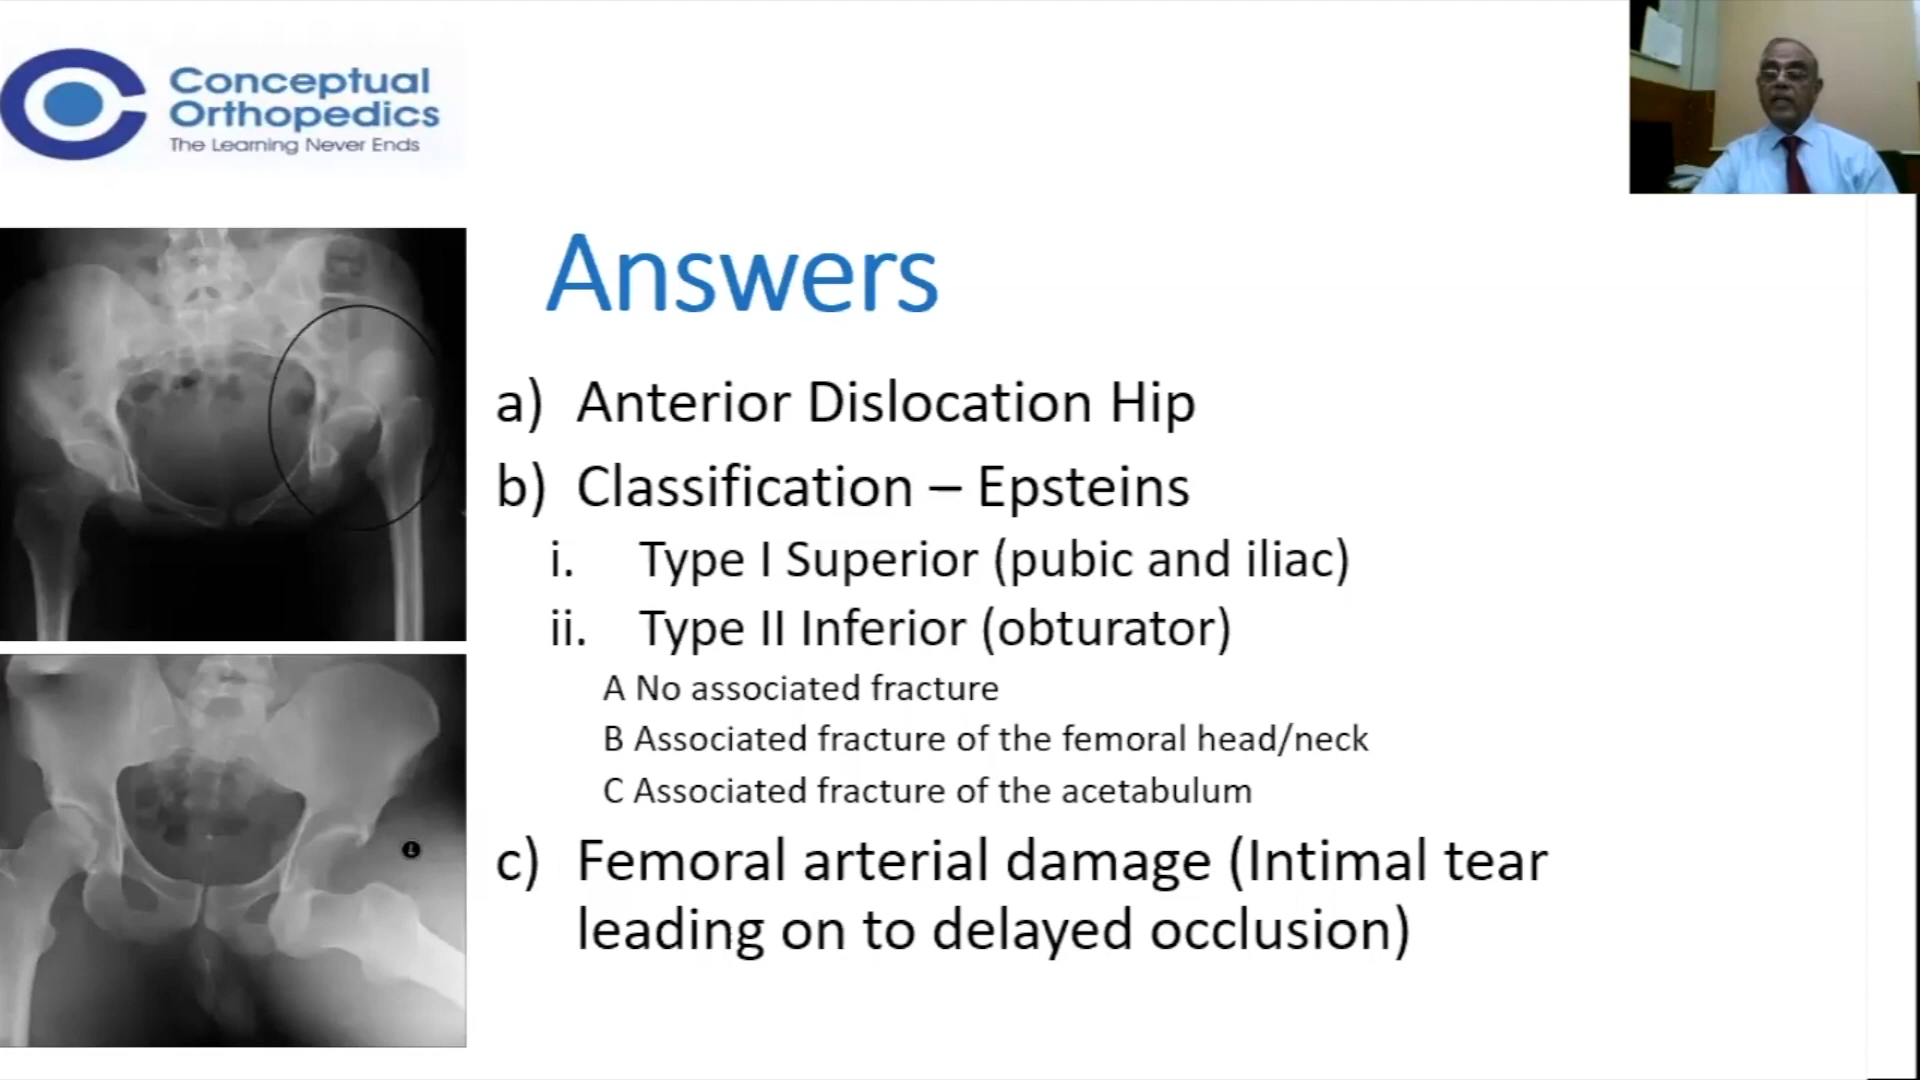 Conceptual
Orthopedics
The Learning Never Ends
Answers
a) Anterior Dislocation Hip
b) Classification – Epsteins
i. Type I Superior (pubic and iliac)
ii. Type II Inferior (obturator)
A No associated fracture
B Associated fracture of the femoral head/neck
C Associated fracture of the acetabulum
c) Femoral arterial damage (Intimal tear
leading on to delayed occlusion)
L